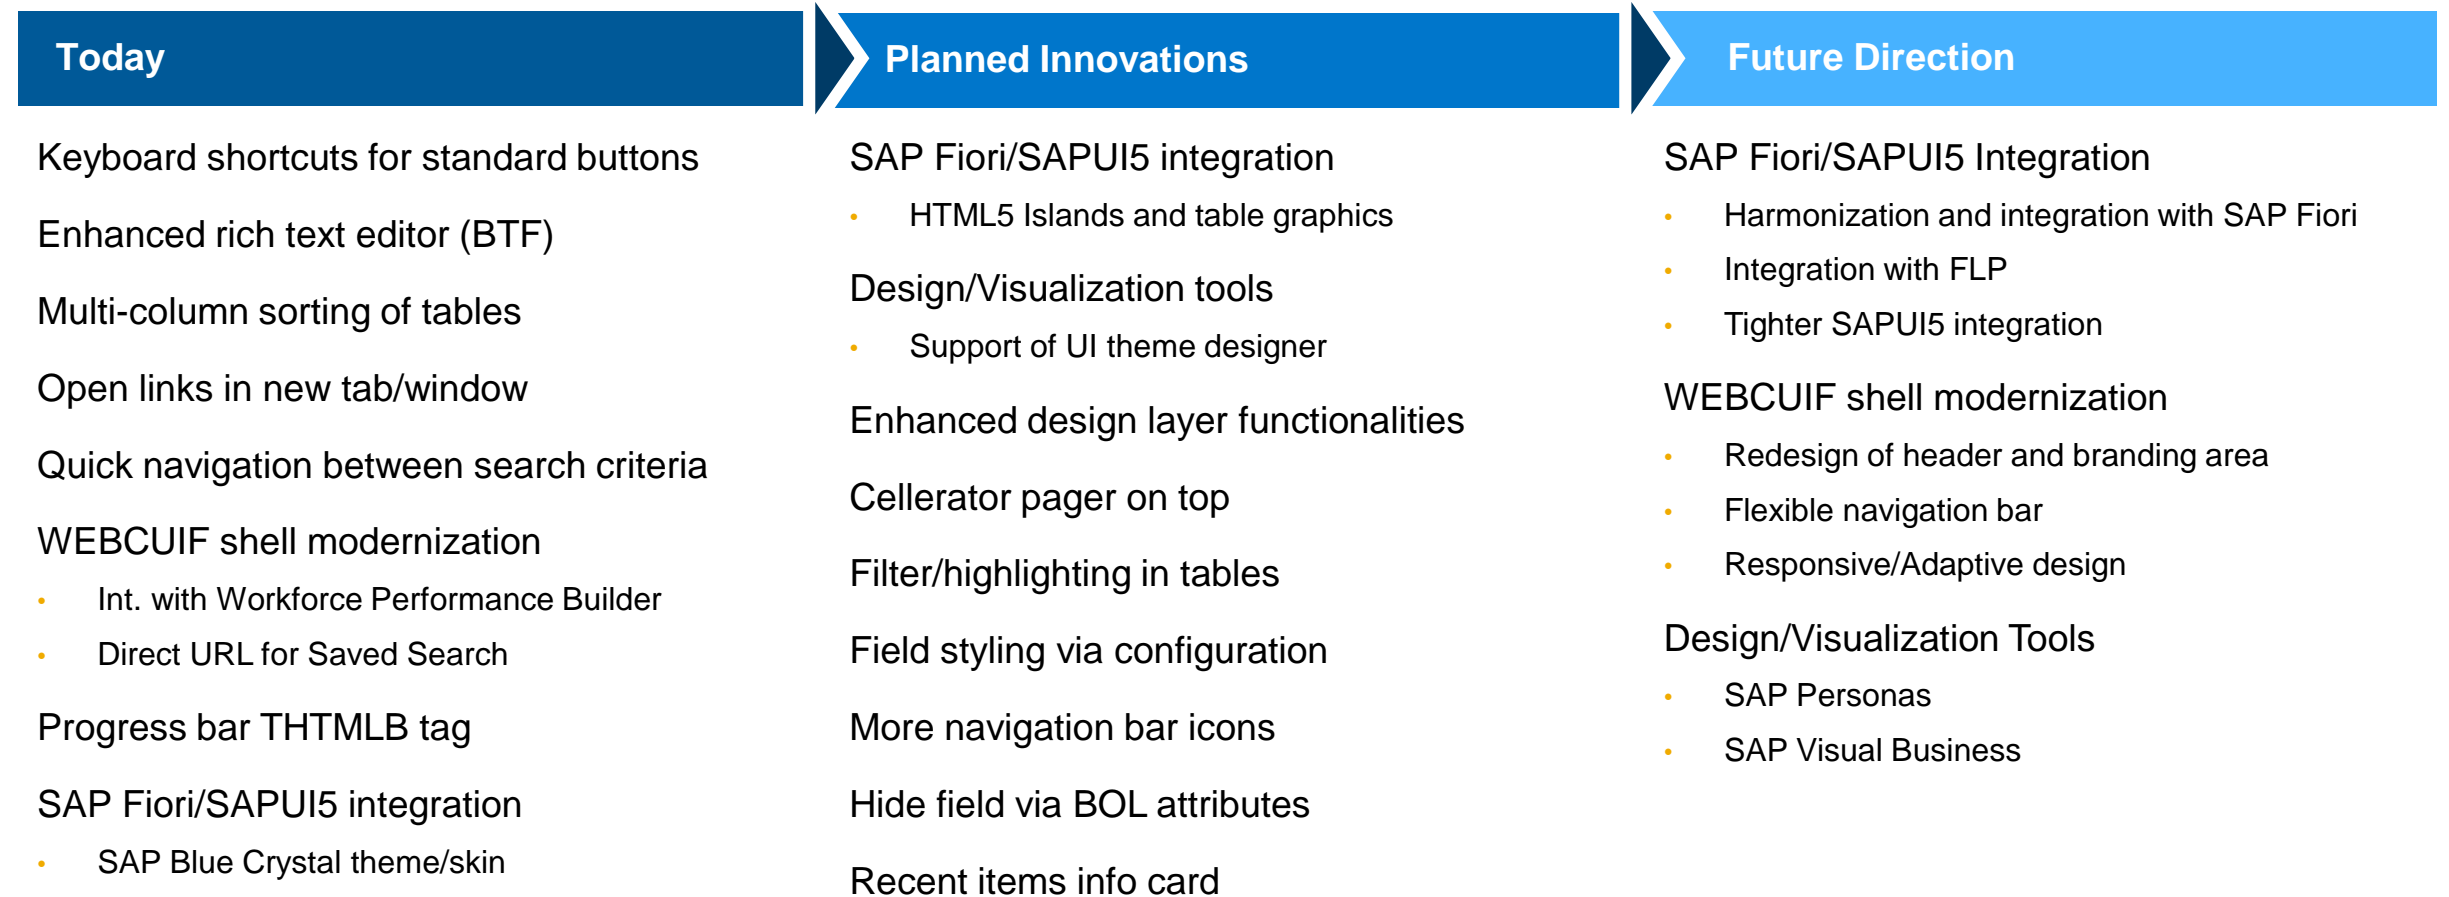 Today
Keyboard shortcuts for standard buttons
Enhanced rich text editor (BTF)
Multi-column sorting of tables
Open links in new tab/window
Quick navigation between search criteria
WEBCUIF shell modernization
• Int. with Workforce Performance Builder
• Direct URL for Saved Search
Progress bar THTMLB tag
SAP Fiori/SAPUI5 integration
• SAP Blue Crystal theme/skin
Planned Innovations
SAP Fiori/SAPUI5 integration
• HTML5 Islands and table graphics
Design/Visualization tools
• Support of UI theme designer
Enhanced design layer functionalities
Cellerator pager on top
Filter/highlighting in tables
Field styling via configuration
More navigation bar icons
Hide field via BOL attributes
Recent items info card
Future Direction
SAP Fiori/SAPUI5 Integration
• Harmonization and integration with SAP Fiori
• Integration with FLP
• Tighter SAPUI5 integration
WEBCUIF shell modernization
• Redesign of header and branding area
• Flexible navigation bar
• Responsive/Adaptive design
Design/Visualization Tools
• SAP Personas
• SAP Visual Business